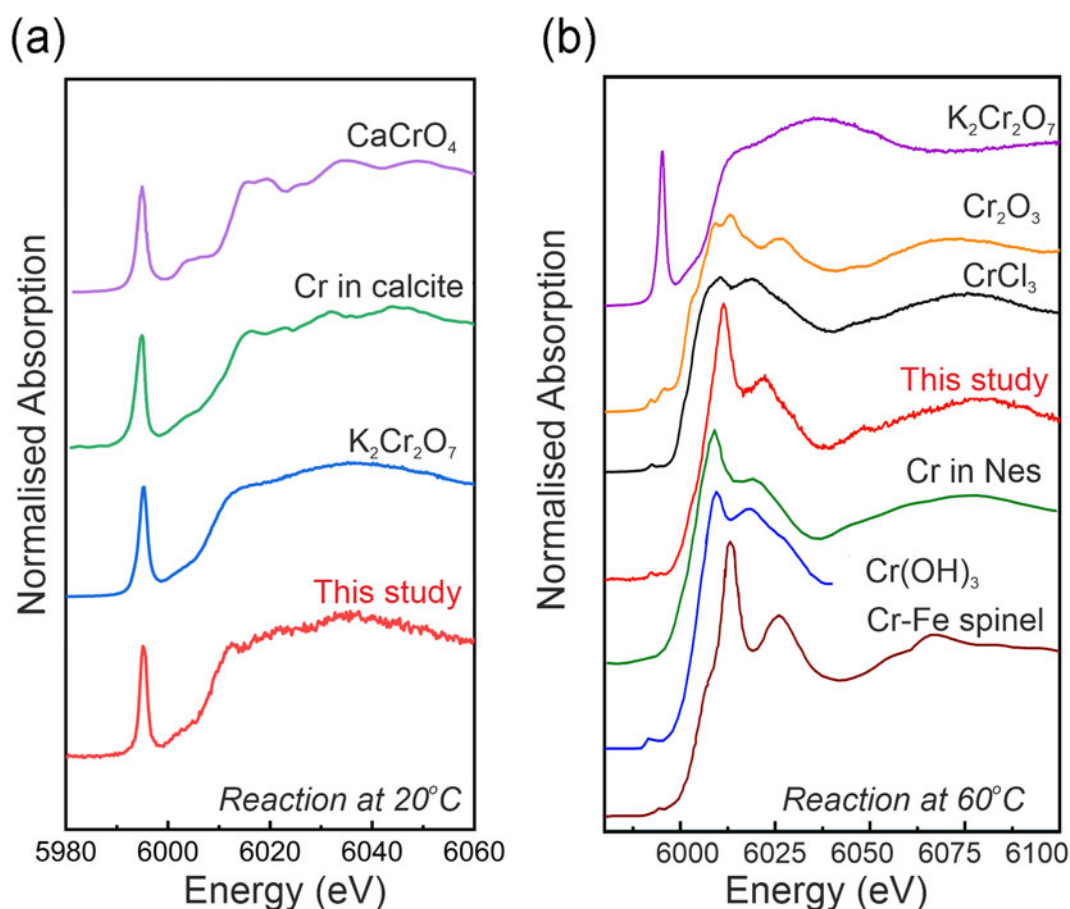 (a)
Normalised Absorption
CaCrO₄
Cr in calcite
K₂Cr₂O₇
This study
Reaction at 20°C
5980 6000 6020 6040 6060
Energy (eV)
(b)
Normalised Absorption
K₂Cr₂O₇
Cr₂O₃
CrCl₃
This study
Cr in Nes
Cr(OH)₃
Cr-Fe spinel
Reaction at 60°C
6000 6025 6050 6075 6100
Energy (eV)